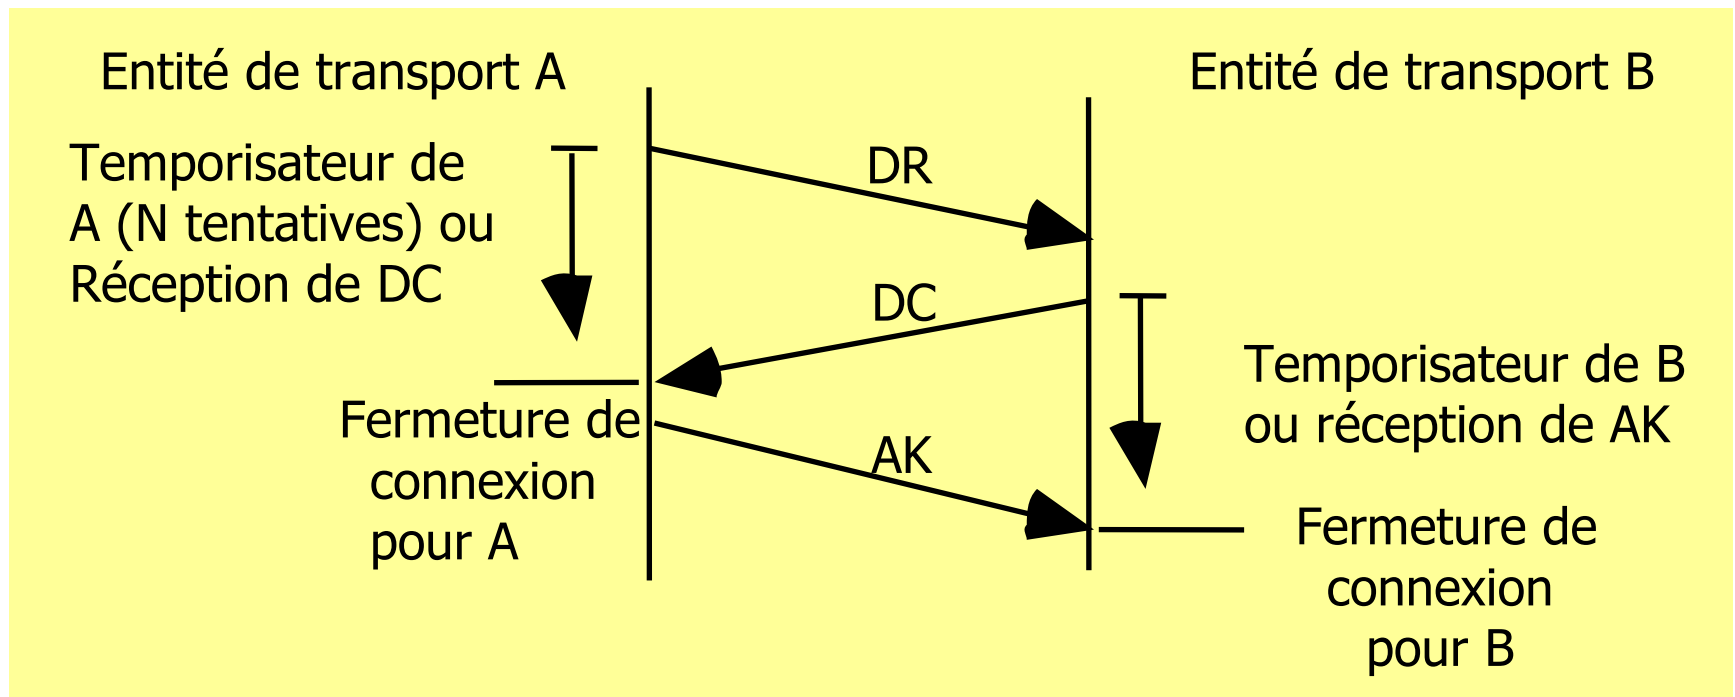 Entité de transport A
Entité de transport B
Temporisateur de
A (N tentatives) ou
Réception de DC
DR
DC
Temporisateur de B
ou réception de AK
Fermeture de
connexion
pour A
AK
Fermeture de
connexion
pour B